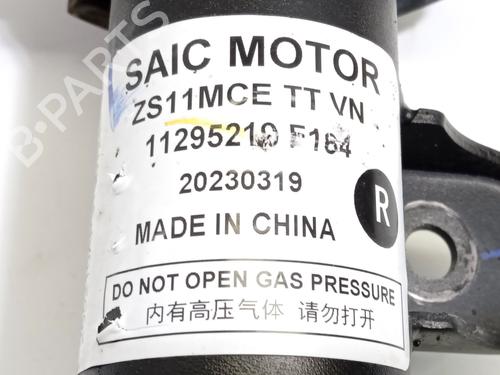 SAIC MOTOR
ZS11MCE TT VN
11295210 F184
20230319
R
MADE IN CHINA
DO NOT OPEN GAS PRESSURE
内有高压气体 请勿打开
B-PARTS